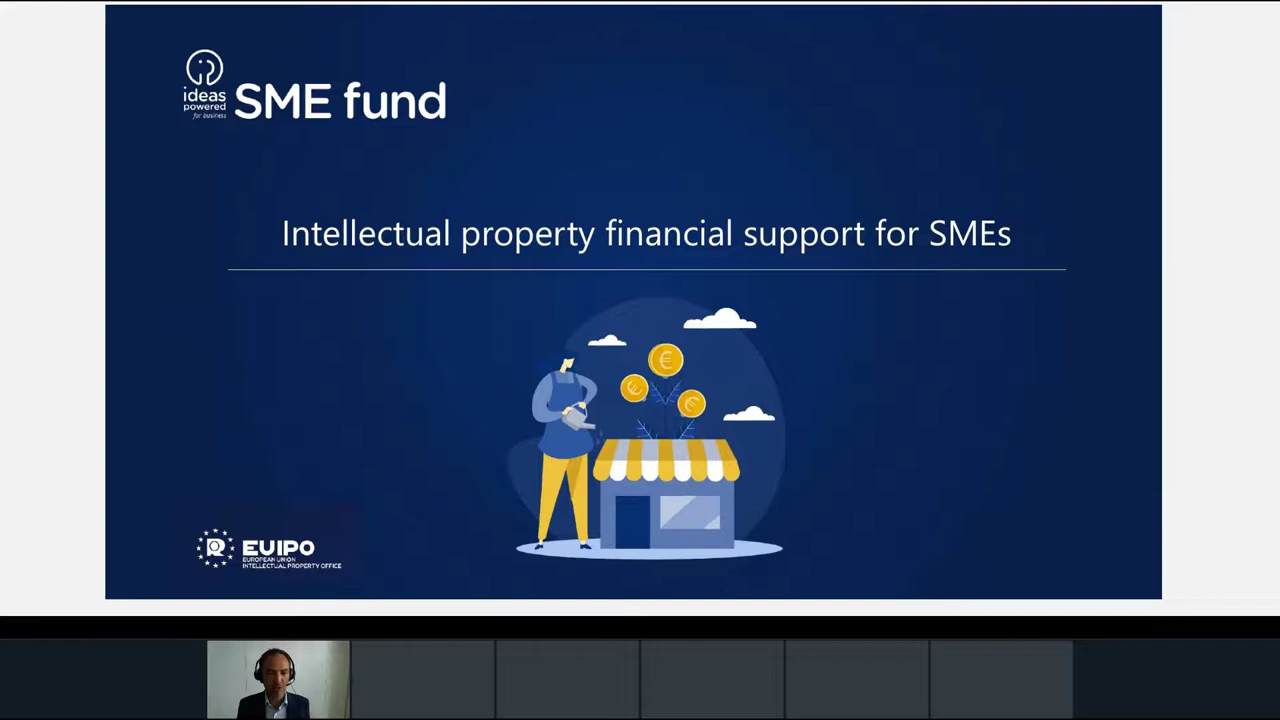 ideas
powered
for business
SME fund
Intellectual property financial support for SMEs
€
€
€
EUIPO
EUROPEAN UNION
INTELLECTUAL PROPERTY OFFICE